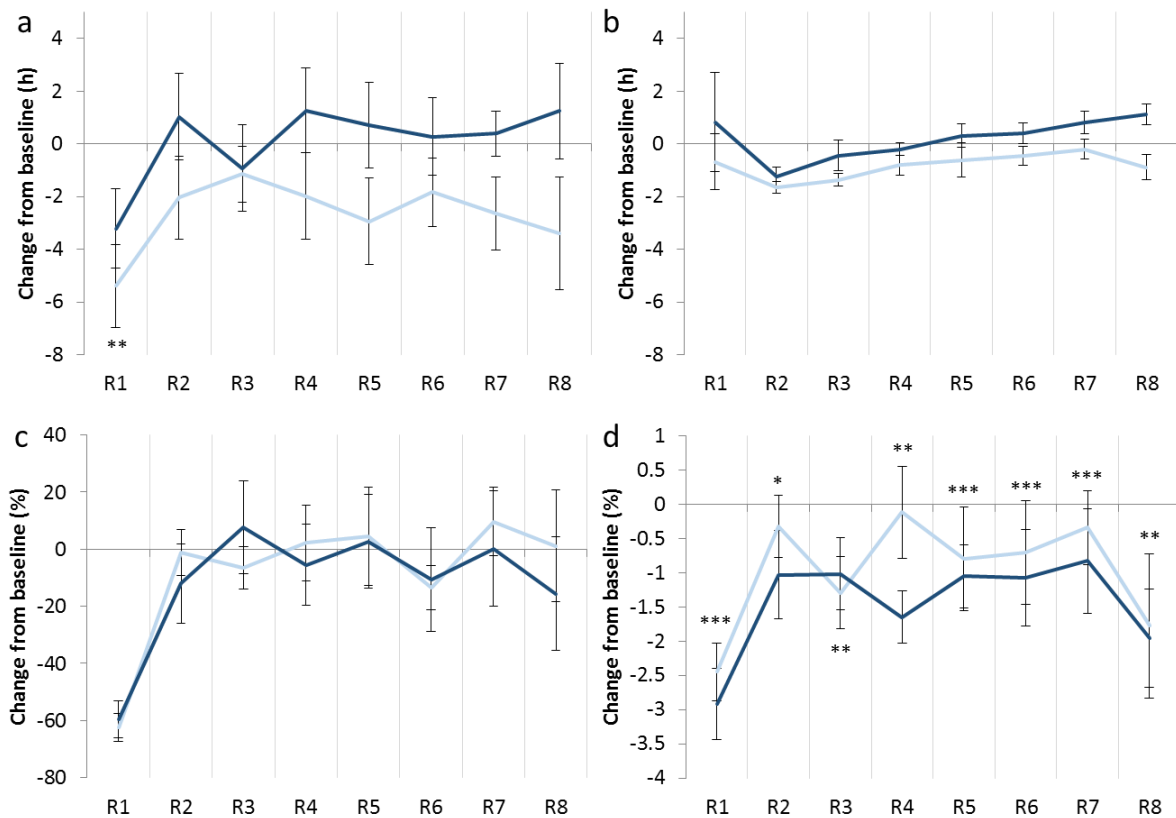 a
4
2
0
-2
-4
-6
-8
Change from baseline (h)
**
R1 R2 R3 R4 R5 R6 R7 R8
b
4
2
0
-2
-4
-6
-8
Change from baseline (h)
R1 R2 R3 R4 R5 R6 R7 R8
c
40
20
0
-20
-40
-60
-80
Change from baseline (%)
R1 R2 R3 R4 R5 R6 R7 R8
d
1
0.5
0
-0.5
-1
-1.5
-2
-2.5
-3
-3.5
-4
Change from baseline (%)
*** * ** ** *** *** *** **
R1 R2 R3 R4 R5 R6 R7 R8